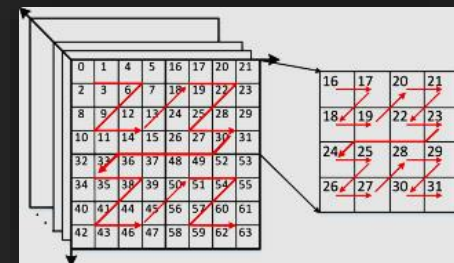 0 1 4 5 16 17 20 21
2 3 6 7 18 19 22 23
8 9 12 13 24 25 28 29
10 11 14 15 26 27 30 31
32 33 36 37 48 49 52 53
34 35 38 39 50 51 54 55
40 41 44 45 56 57 60 61
42 43 46 47 58 59 62 63
16 17 20 21
18 19 22 23
24 25 28 29
26 27 30 31